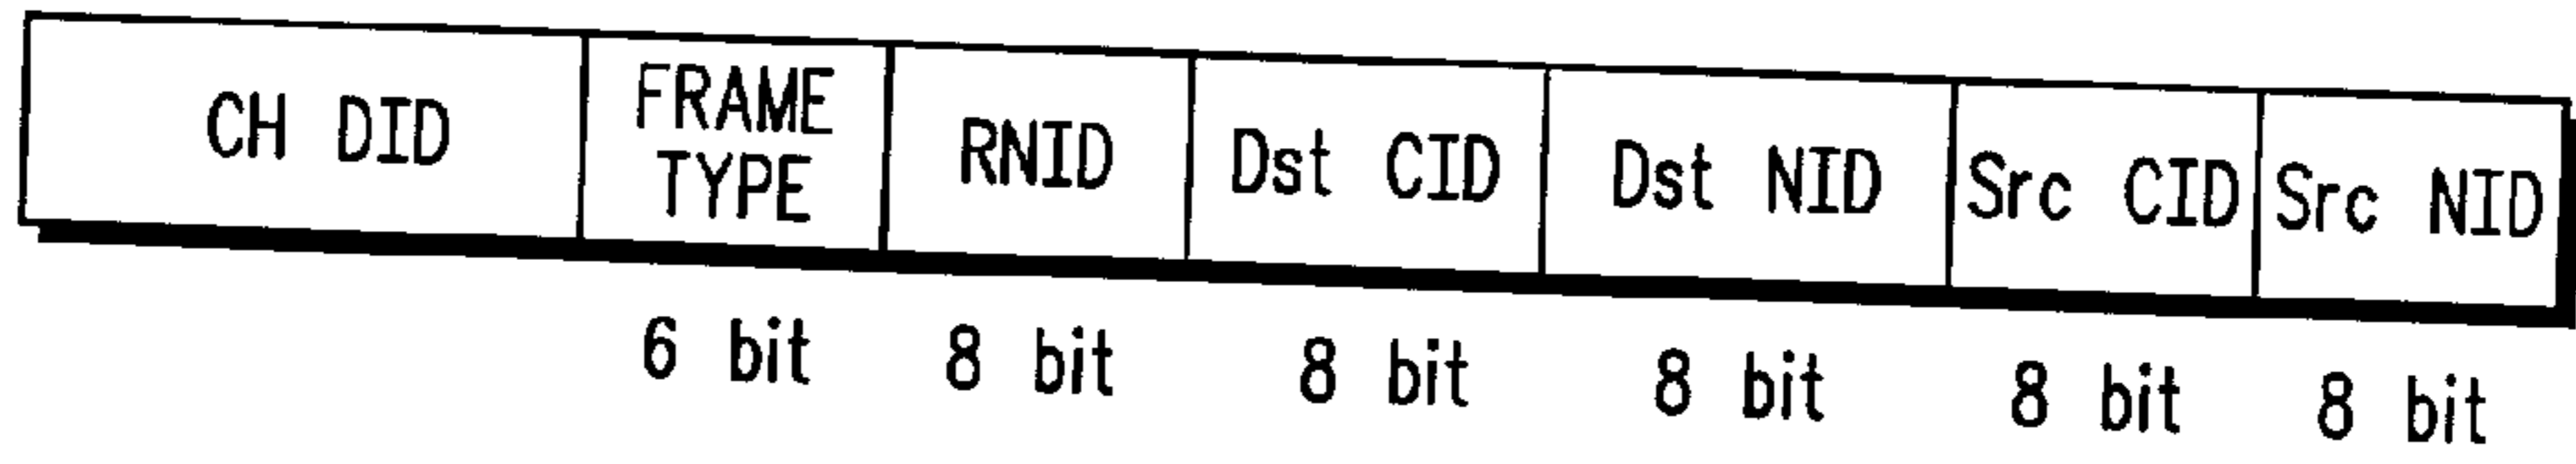 CH DID
FRAME
TYPE
RNID
Dst CID
Dst NID
Src CID
Src NID
6 bit
8 bit
8 bit
8 bit
8 bit
8 bit